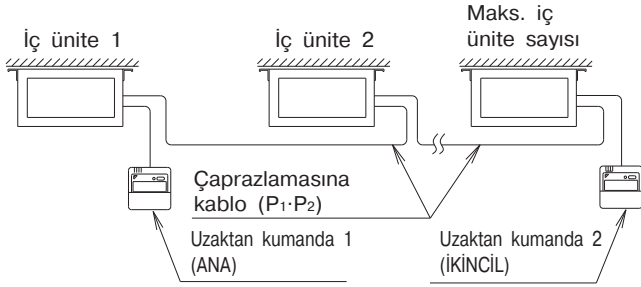 İç ünite 1
İç ünite 2
Maks. iç
ünite sayısı
Çaprazlamasına
kablo (P₁·P₂)
Uzaktan kumanda 1
(ANA)
Uzaktan kumanda 2
(İKİNCİL)